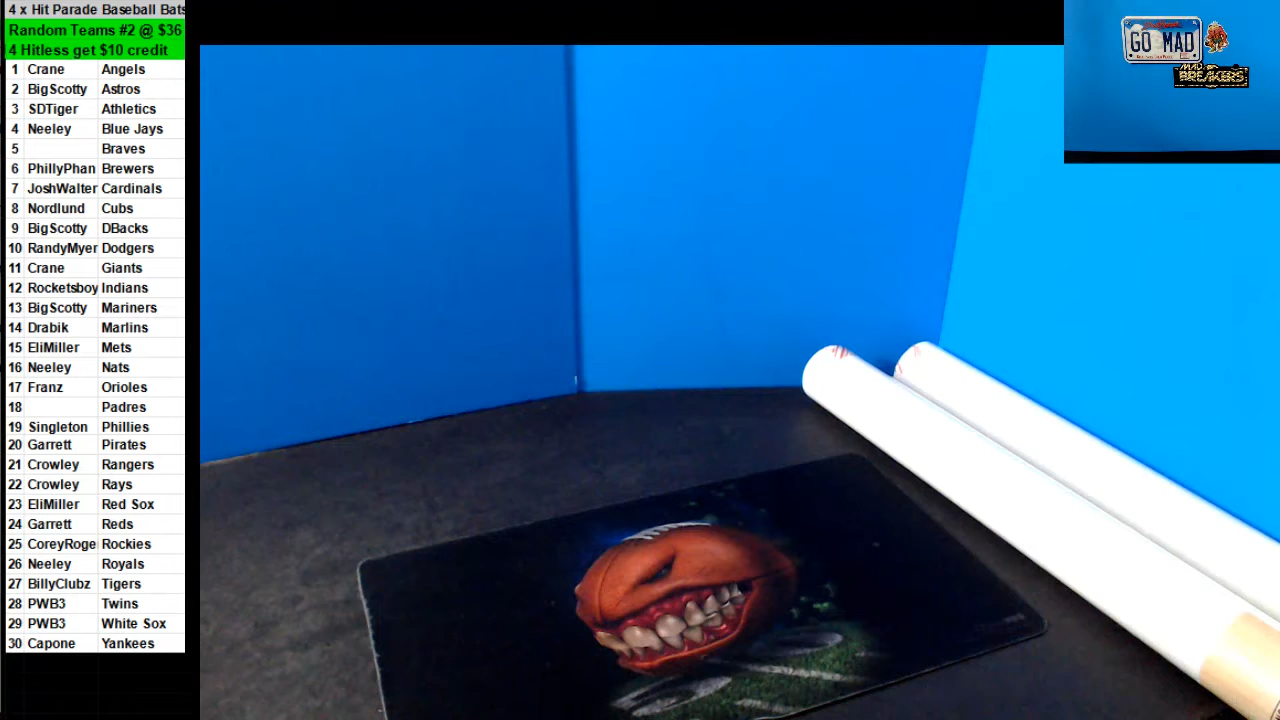 4 x Hit Parade Baseball Bats
Random Teams #2 @ $36
4 Hitless get $10 credit
1 Crane Angels
2 BigScotty Astros
3 SDTiger Athletics
4 Neeley Blue Jays
5 Braves
6 PhillyPhan Brewers
7 JoshWalter Cardinals
8 Nordlund Cubs
9 BigScotty DBacks
10 RandyMyer Dodgers
11 Crane Giants
12 Rocketsboy Indians
13 BigScotty Mariners
14 Drabik Marlins
15 EliMiller Mets
16 Neeley Nats
17 Franz Orioles
18 Padres
19 Singleton Phillies
20 Garrett Pirates
21 Crowley Rangers
22 Crowley Rays
23 EliMiller Red Sox
24 Garrett Reds
25 CoreyRoge Rockies
26 Neeley Royals
27 BillyClubz Tigers
28 PWB3 Twins
29 PWB3 White Sox
30 Capone Yankees
GO MAD
MAD
BREAKERS